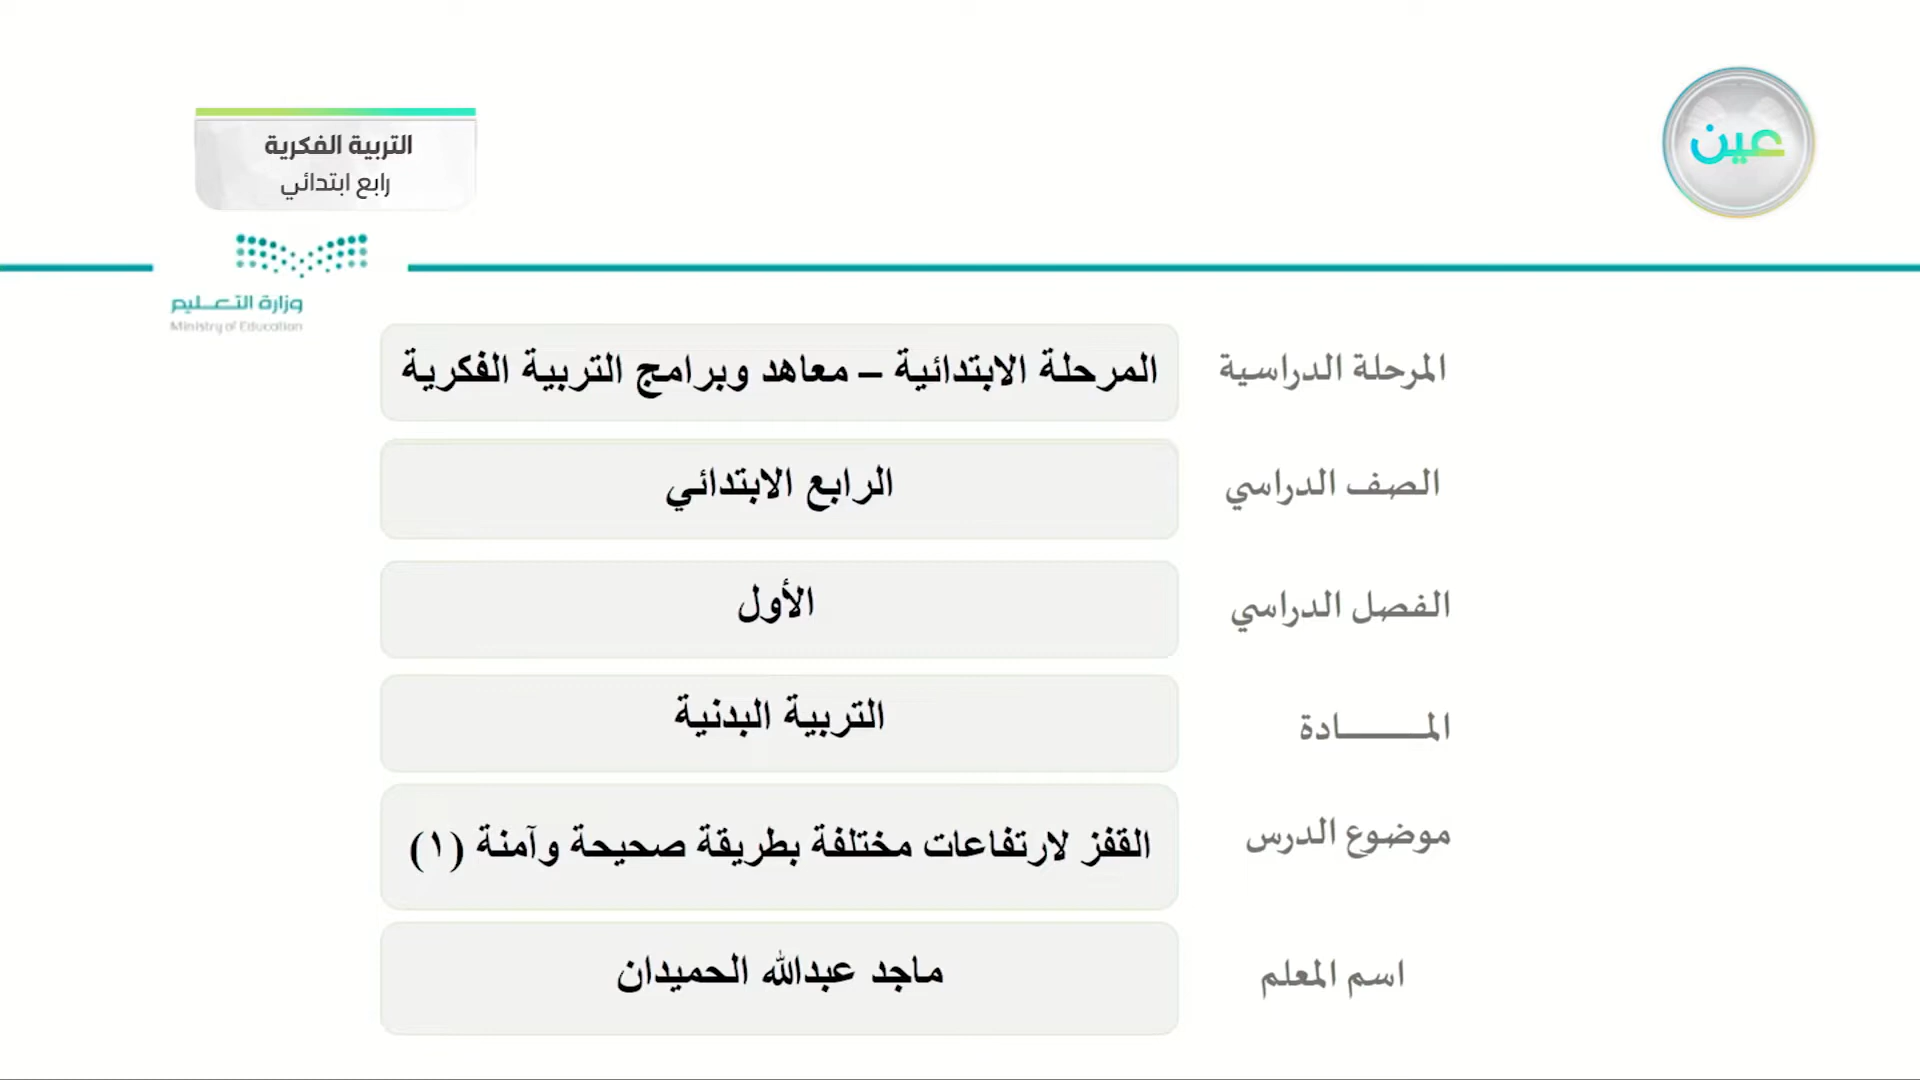 عين
التربية الفكرية
رابع ابتدائي
وزارة التعليم
Ministry of Education
المرحلة الدراسية المرحلة الابتدائية – معاهد وبرامج التربية الفكرية
الصف الدراسي الرابع الابتدائي
الفصل الدراسي الأول
المــــــــــادة التربية البدنية
موضوع الدرس القفز لارتفاعات مختلفة بطريقة صحيحة وآمنة (١)
اسم المعلم ماجد عبدالله الحميدان